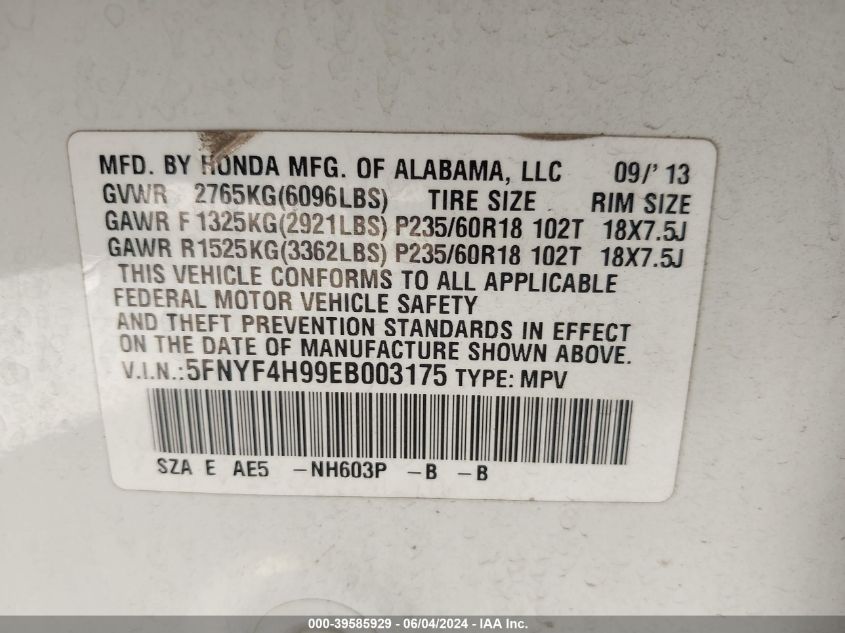 MFD. BY HONDA MFG. OF ALABAMA, LLC 09/' 13
GVWR 2765KG(6096LBS) TIRE SIZE RIM SIZE
GAWR F 1325KG(2921LBS) P235/60R18 102T 18X7.5J
GAWR R1525KG(3362LBS) P235/60R18 102T 18X7.5J
THIS VEHICLE CONFORMS TO ALL APPLICABLE
FEDERAL MOTOR VEHICLE SAFETY
AND THEFT PREVENTION STANDARDS IN EFFECT
ON THE DATE OF MANUFACTURE SHOWN ABOVE.
V.I.N.:5FNYF4H99EB003175 TYPE: MPV
SZA E AE5 -NH603P -B -B
000-39585929 - 06/04/2024 - IAA Inc.